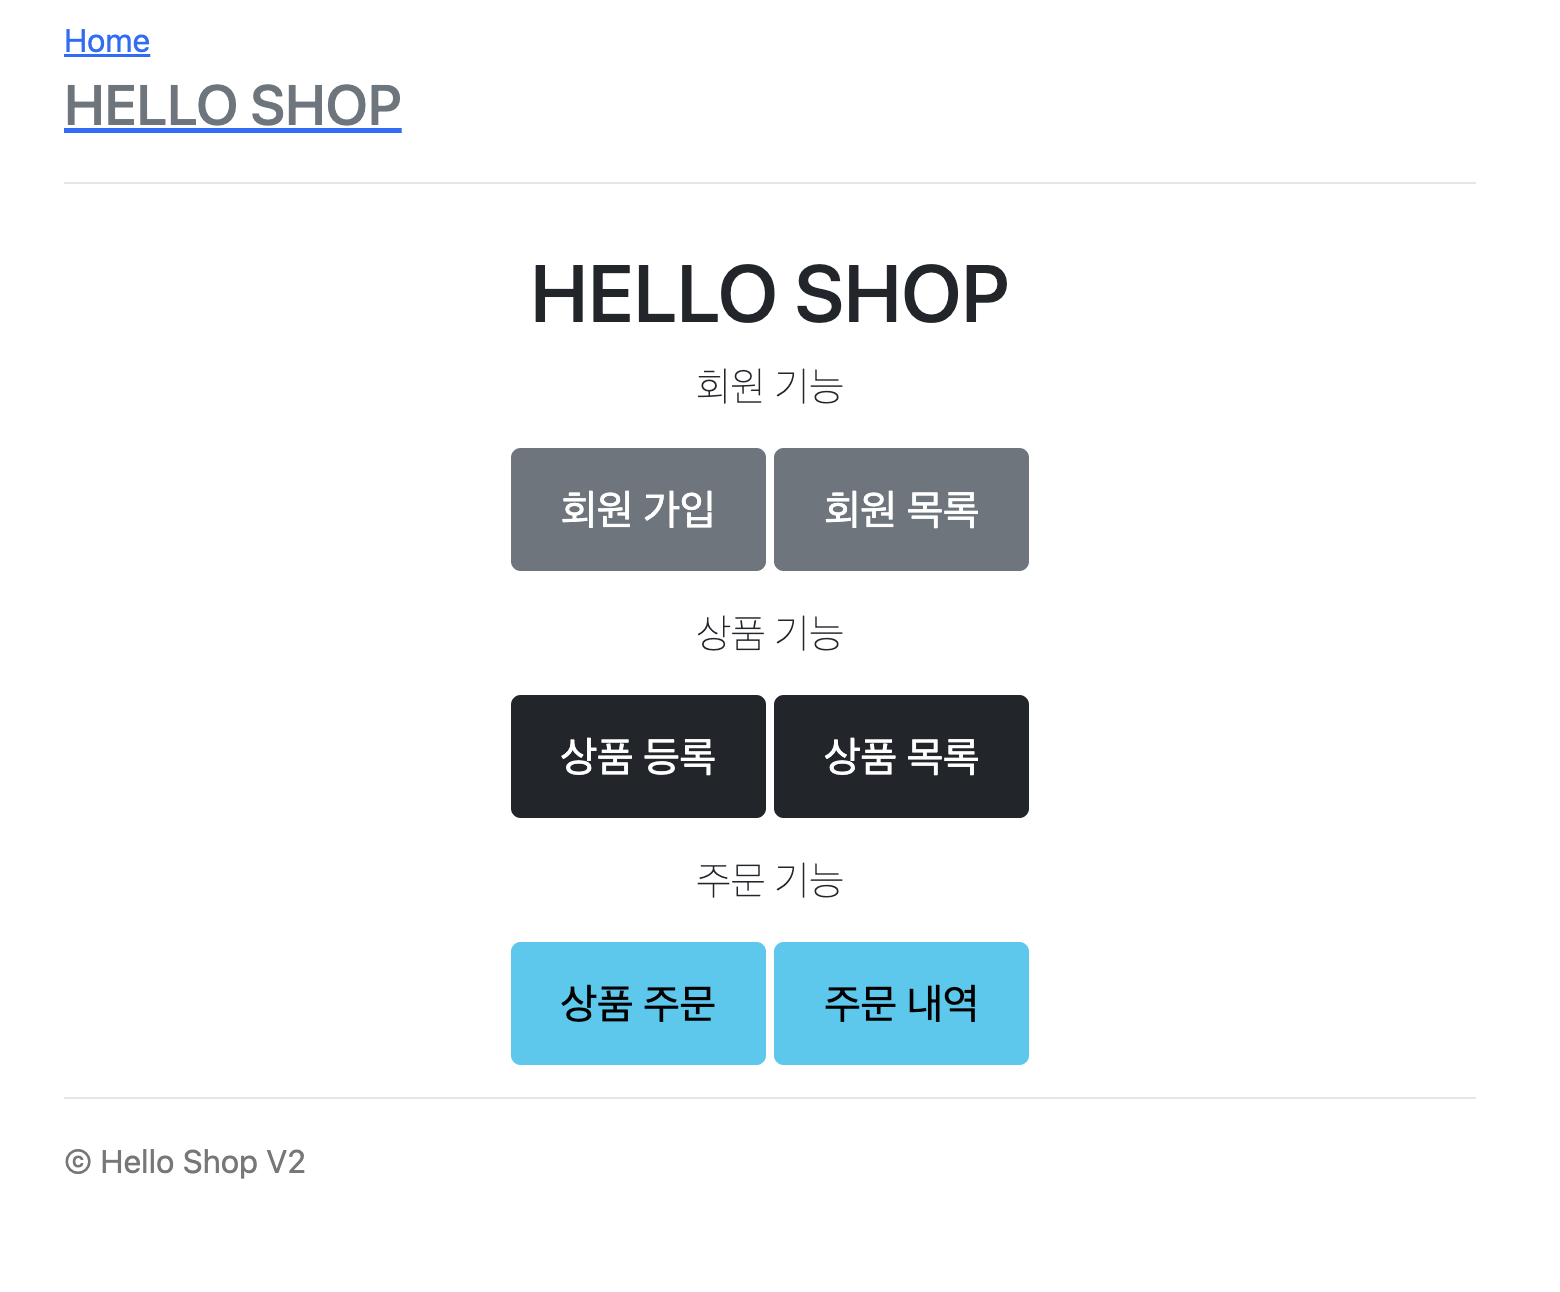 Home
HELLO SHOP
HELLO SHOP
회원 기능
회원 가입 회원 목록
상품 기능
상품 등록 상품 목록
주문 기능
상품 주문 주문 내역
© Hello Shop V2